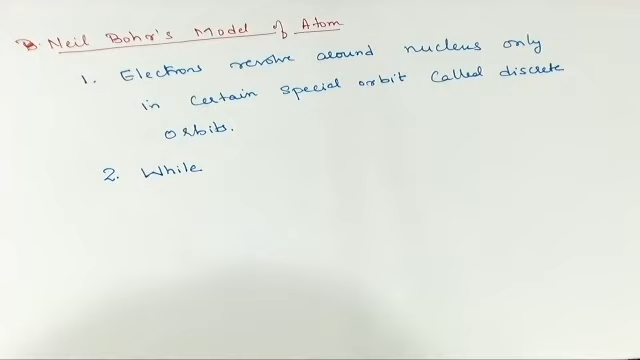 B. Neil Bohr's Model of Atom
1. Electrons revolve around nucleus only
in certain special orbit called discrete
orbits.
2. While